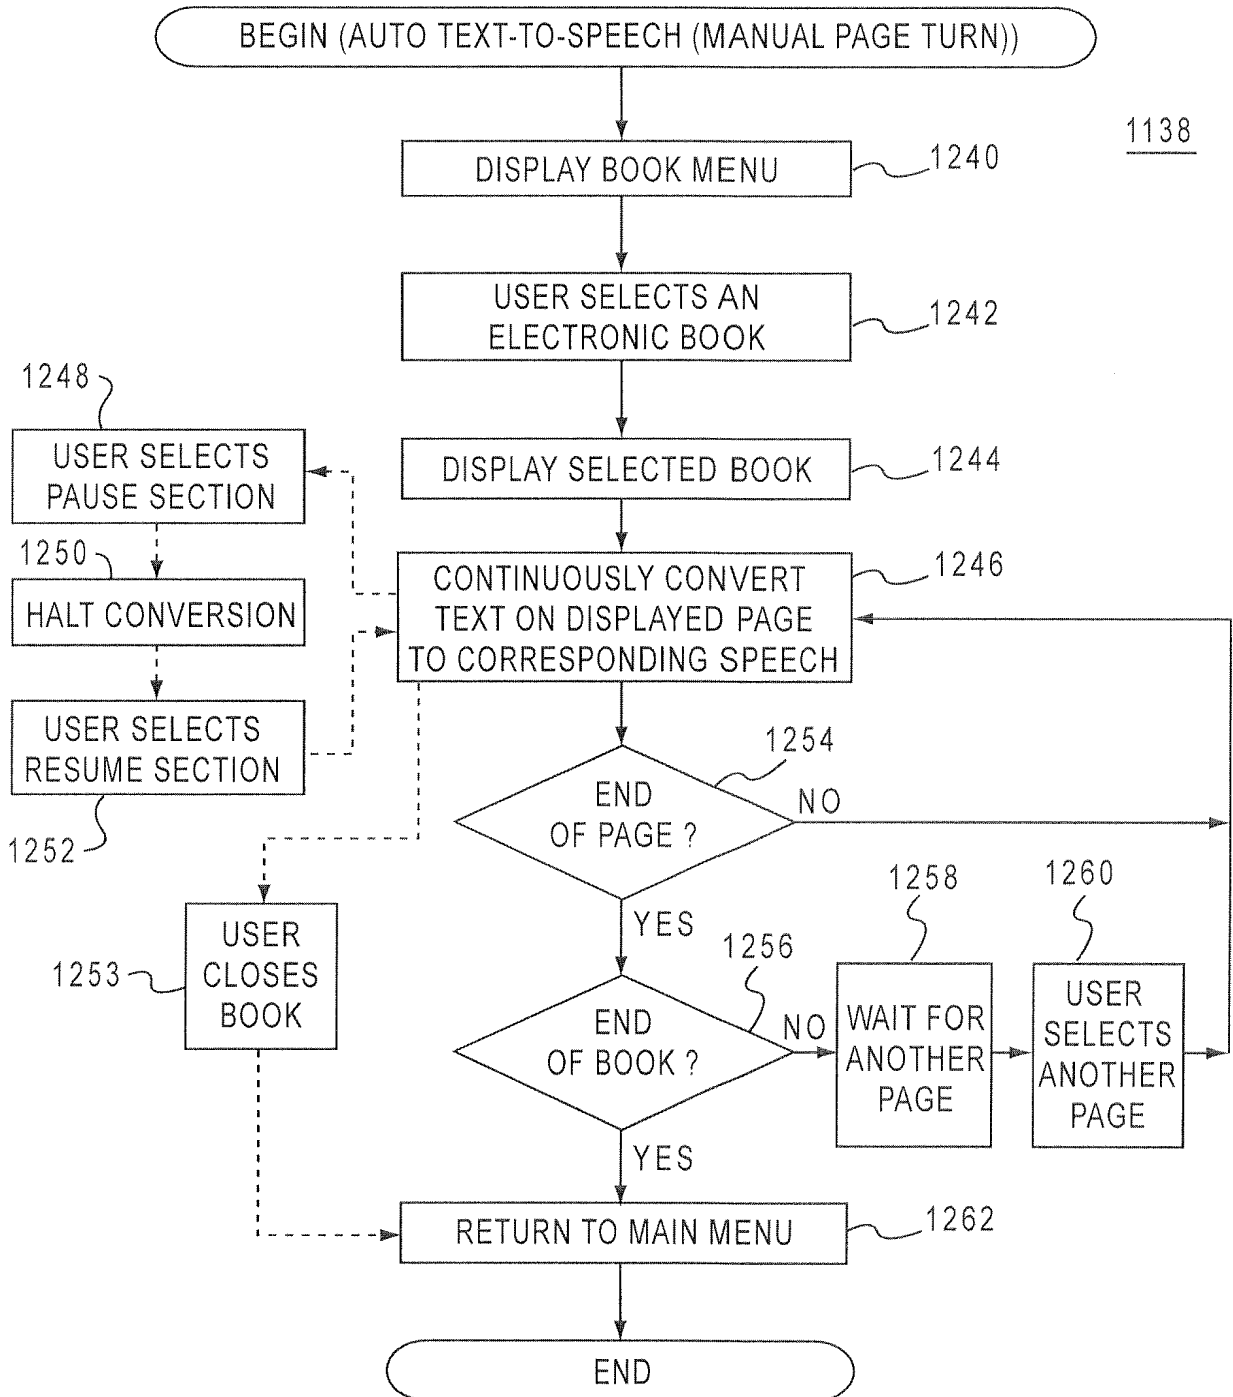 BEGIN (AUTO TEXT-TO-SPEECH (MANUAL PAGE TURN))
1138
DISPLAY BOOK MENU
1240
USER SELECTS AN
ELECTRONIC BOOK
1242
DISPLAY SELECTED BOOK
1244
1248
USER SELECTS
PAUSE SECTION
1250
HALT CONVERSION
USER SELECTS
RESUME SECTION
1252
CONTINUOUSLY CONVERT
TEXT ON DISPLAYED PAGE
TO CORRESPONDING SPEECH
1246
1254
END
OF PAGE ?
NO
YES
USER
CLOSES
BOOK
1253
1256
END
OF BOOK ?
NO
YES
1258
WAIT FOR
ANOTHER
PAGE
1260
USER
SELECTS
ANOTHER
PAGE
RETURN TO MAIN MENU
1262
END